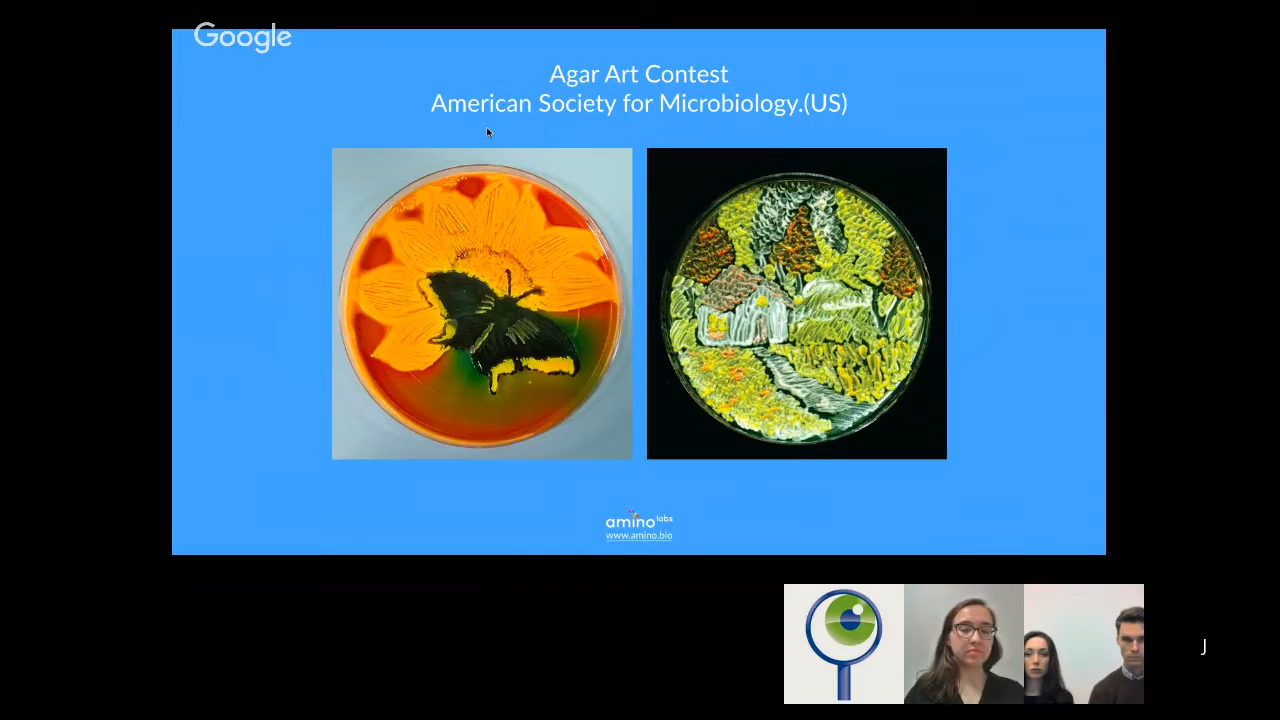 Google
Agar Art Contest
American Society for Microbiology.(US)
amino labs
www.amino.bio
J